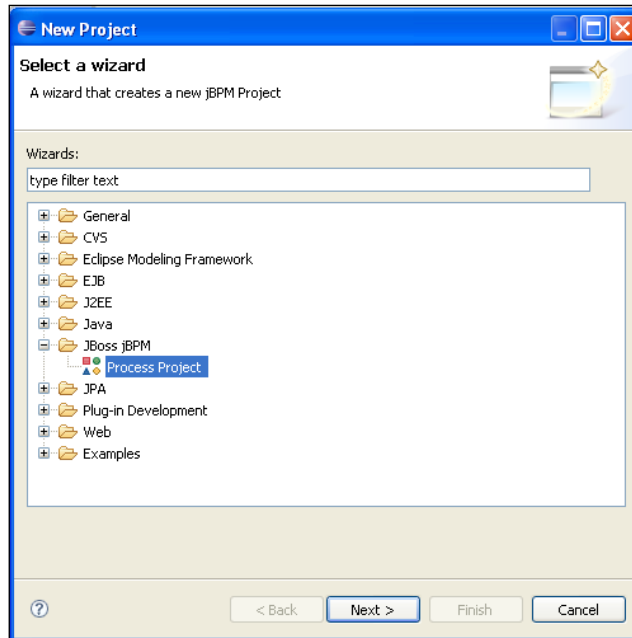 New Project
Select a wizard
A wizard that creates a new jBPM Project
Wizards:
type filter text
General
CVS
Eclipse Modeling Framework
EJB
J2EE
Java
JBoss jBPM
Process Project
JPA
Plug-in Development
Web
Examples
< Back Next > Finish Cancel